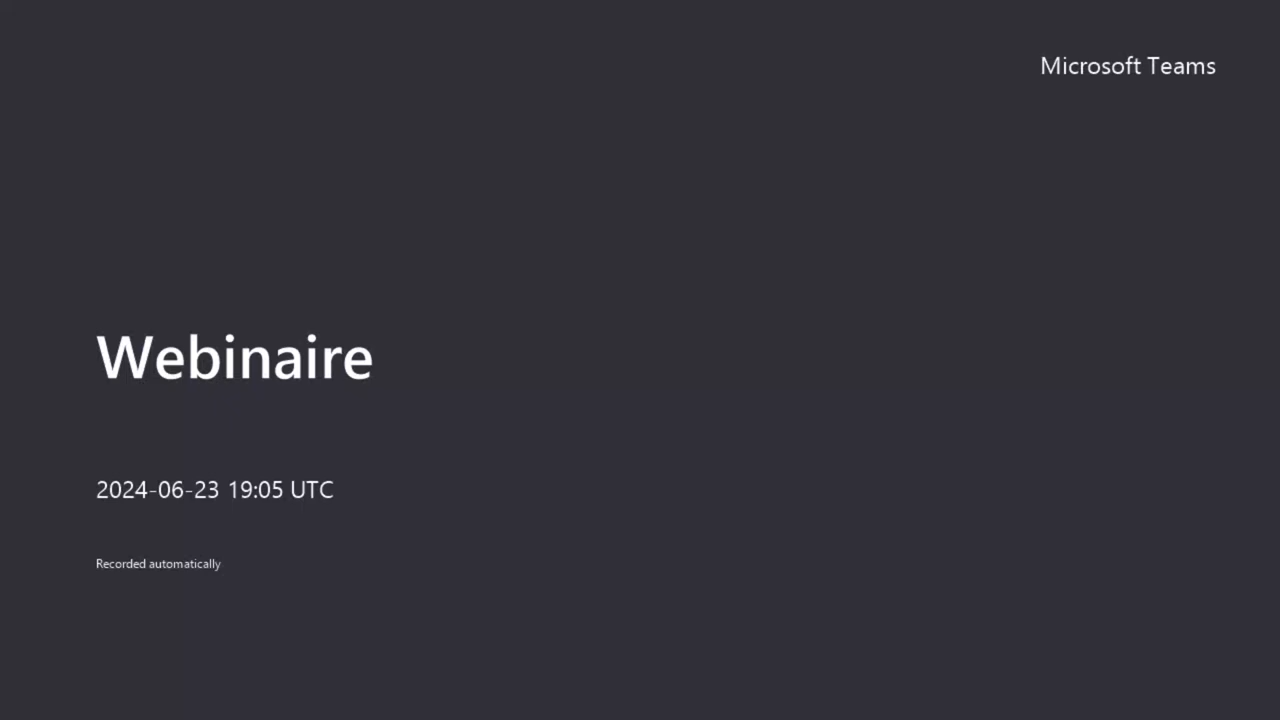 Microsoft Teams
Webinaire
2024-06-23 19:05 UTC
Recorded automatically